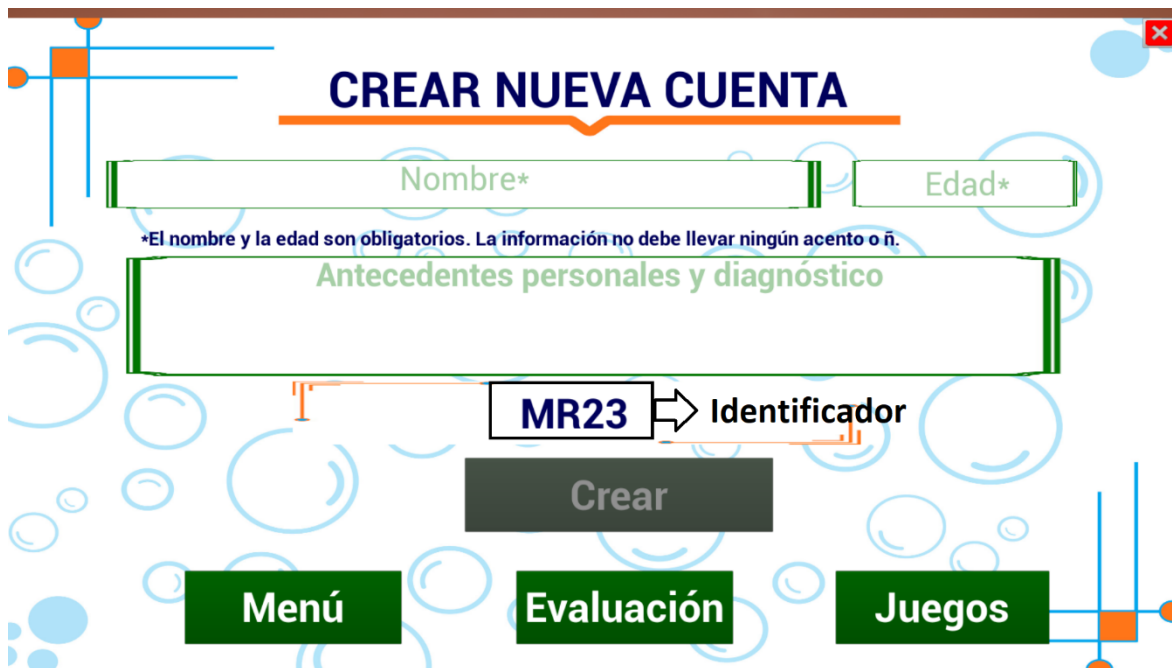 CREAR NUEVA CUENTA
Nombre* Edad*
*El nombre y la edad son obligatorios. La información no debe llevar ningún acento o ñ.
Antecedentes personales y diagnóstico
MR23 Identificador
Crear
Menú Evaluación Juegos